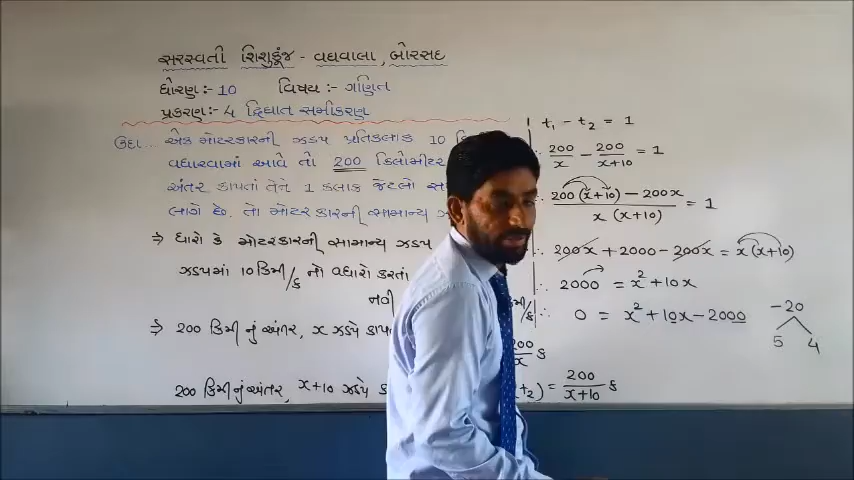 સરસ્વતી શિશુકુંજ - વઘવાલા, બોરસદ
ધોરણ:- 10 વિષય :- ગણિત
પ્રકરણ:- 4 દ્વિઘાત સમીકરણ
ઉદા... એક મોટરકારની ઝડપ પ્રતિકલાક 10
વધારવામાં આવે તો 200 કિલોમીટર
અંતર કાપતાં તેને 1 કલાક જેટલો
લાગે છે. તો મોટરકારની સામાન્ય
⇒ ધારો કે મોટરકારની સામાન્ય ઝડપ
ઝડપમાં 10 કિમી/ક નો વધારો કરતા
નવી
⇒ 200 કિમી નું અંતર, x ઝડપે
200/x ક
200 કિમીનું અંતર, x+10 ઝડપે t₂) = 200/(x+10) ક
t₁ - t₂ = 1
∴ 200/x - 200/(x+10) = 1
∴ (200(x+10) - 200x)/(x(x+10)) = 1
∴ 200x + 2000 - 200x = x(x+10)
∴ 2000 = x² + 10x
∴ 0 = x² + 10x - 2000
-20
5 4